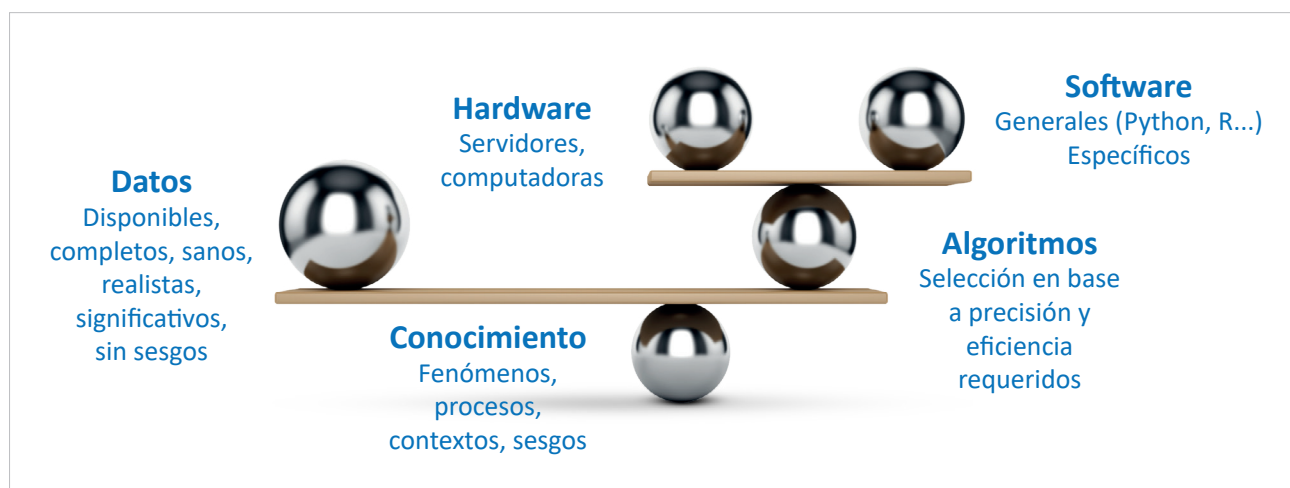 Datos
Disponibles,
completos, sanos,
realistas,
significativos,
sin sesgos
Hardware
Servidores,
computadoras
Software
Generales (Python, R...)
Específicos
Algoritmos
Selección en base
a precisión y
eficiencia
requeridos
Conocimiento
Fenómenos,
procesos,
contextos, sesgos